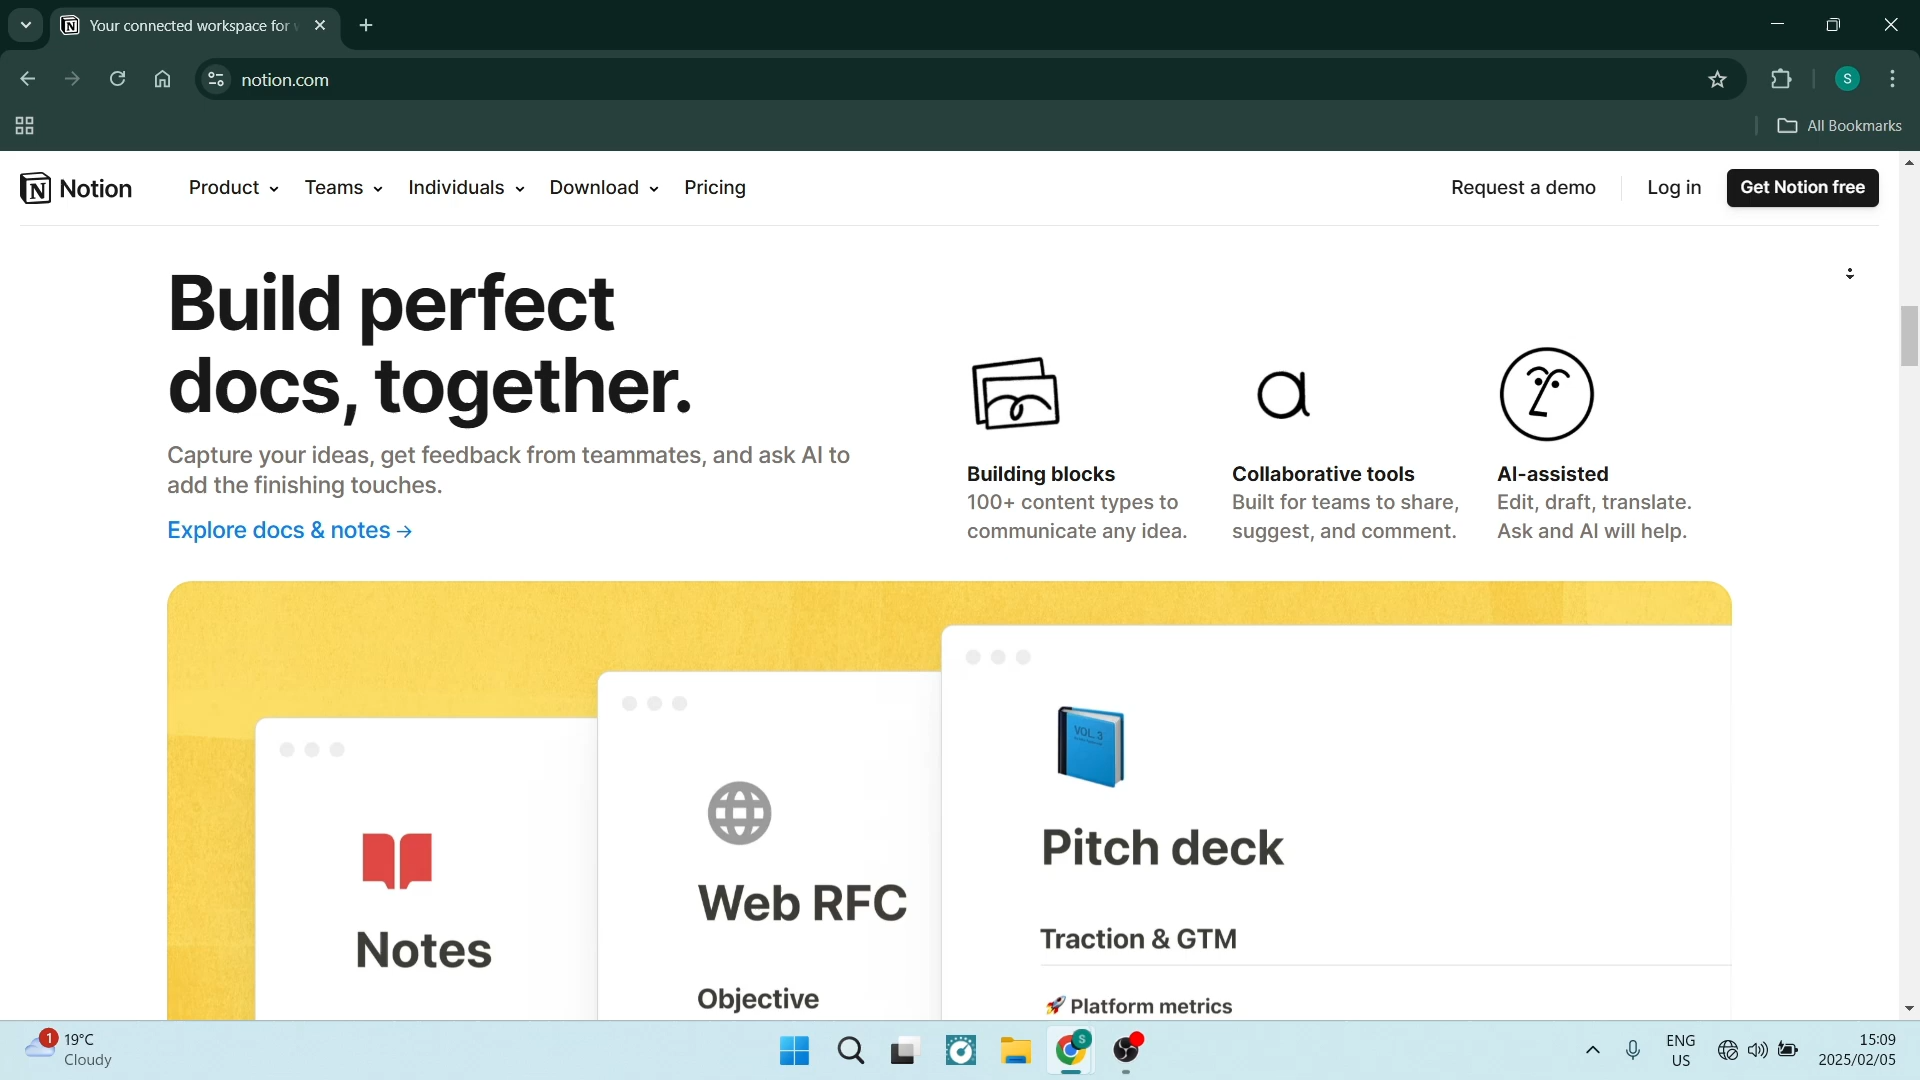 Your connected workspace for
notion.com
S
All Bookmarks
Notion
Product
Teams
Individuals
Download
Pricing
Request a demo
Log in
Get Notion free
Build perfect
docs, together.
Capture your ideas, get feedback from teammates, and ask AI to
add the finishing touches.
Explore docs & notes →
Building blocks
100+ content types to
communicate any idea.
Collaborative tools
Built for teams to share,
suggest, and comment.
AI-assisted
Edit, draft, translate.
Ask and AI will help.
Notes
Web RFC
Objective
VOL. 3
Pitch deck
Traction & GTM
🚀 Platform metrics
1
19°C
Cloudy
S
ENG
US
15:09
2025/02/05